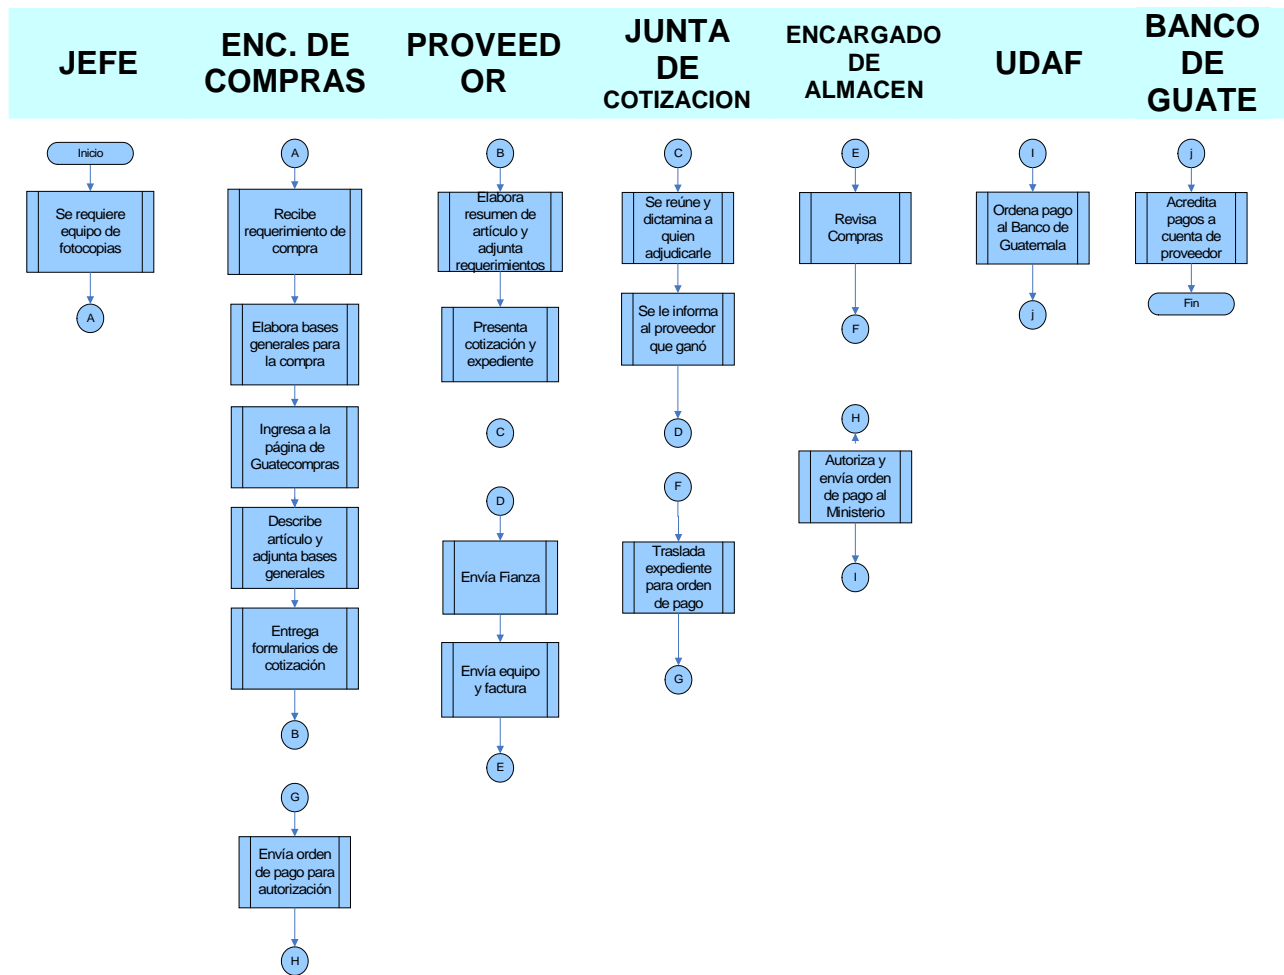 JEFE
ENC. DE
COMPRAS
PROVEED
OR
JUNTA
DE
COTIZACION
ENCARGADO
DE
ALMACEN
UDAF
BANCO
DE
GUATE
Inicio
Se requiere
equipo de
fotocopias
A
A
Recibe
requerimiento de
compra
Elabora bases
generales para
la compra
Ingresa a la
página de
Guatecompras
Describe
artículo y
adjunta bases
generales
Entrega
formularios de
cotización
B
G
Envía orden
de pago para
autorización
H
B
Elabora
resumen de
artículo y
adjunta
requerimientos
Presenta
cotización y
expediente
C
D
Envía Fianza
Envía equipo
y factura
E
C
Se reúne y
dictamina a
quien
adjudicarle
Se le informa
al proveedor
que ganó
D
F
Traslada
expediente
para orden
de pago
G
E
Revisa
Compras
F
H
Autoriza y
envía orden
de pago al
Ministerio
I
I
Ordena pago
al Banco de
Guatemala
j
j
Acredita
pagos a
cuenta de
proveedor
Fin